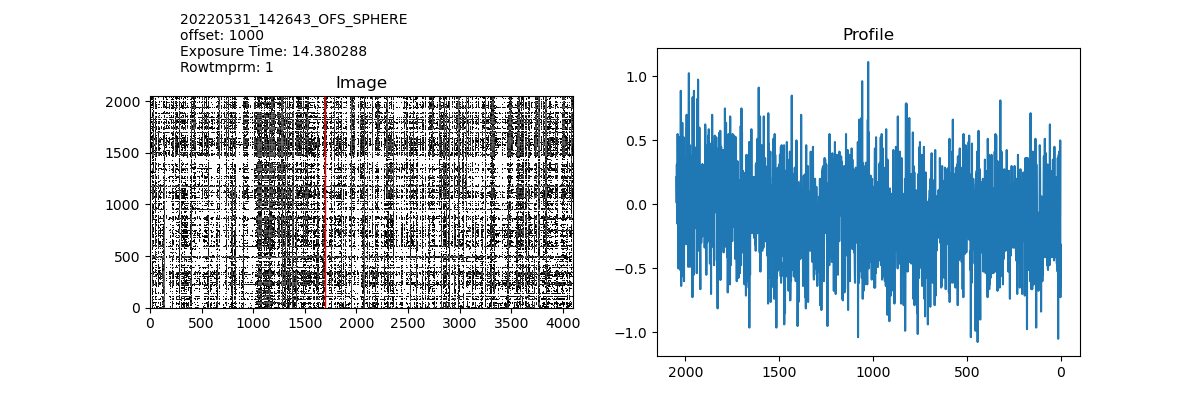 20220531_142643_OFS_SPHERE
offset: 1000
Exposure Time: 14.380288
Rowtmprm: 1
Image
2000
1500
1000
500
0
0 500 1000 1500 2000 2500 3000 3500 4000
Profile
1.0
0.5
0.0
−0.5
−1.0
2000 1500 1000 500 0